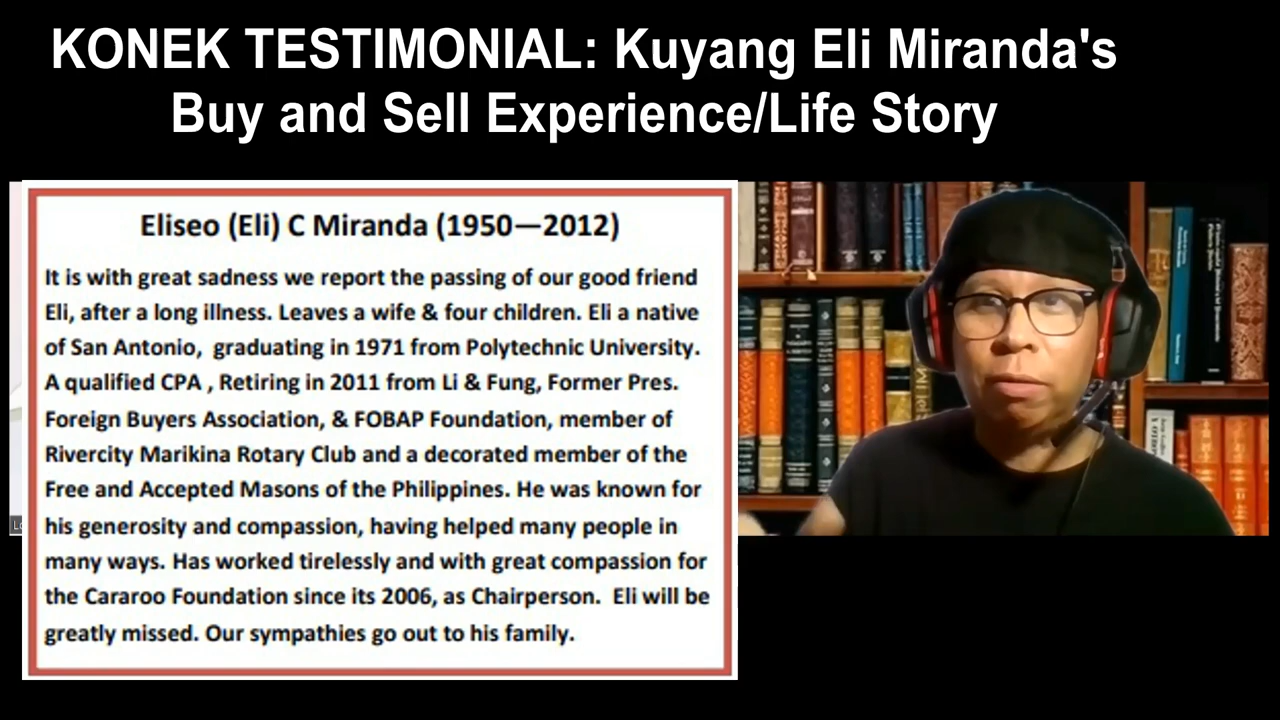 KONEK TESTIMONIAL: Kuyang Eli Miranda's
Buy and Sell Experience/Life Story
Eliseo (Eli) C Miranda (1950—2012)
It is with great sadness we report the passing of our good friend
Eli, after a long illness. Leaves a wife & four children. Eli a native
of San Antonio,  graduating in 1971 from Polytechnic University.
A qualified CPA , Retiring in 2011 from Li & Fung, Former Pres.
Foreign Buyers Association, & FOBAP Foundation, member of
Rivercity Marikina Rotary Club and a decorated member of the
Free and Accepted Masons of the Philippines. He was known for
his generosity and compassion, having helped many people in
many ways. Has worked tirelessly and with great compassion for
the Cararoo Foundation since its 2006, as Chairperson.  Eli will be
greatly missed. Our sympathies go out to his family.